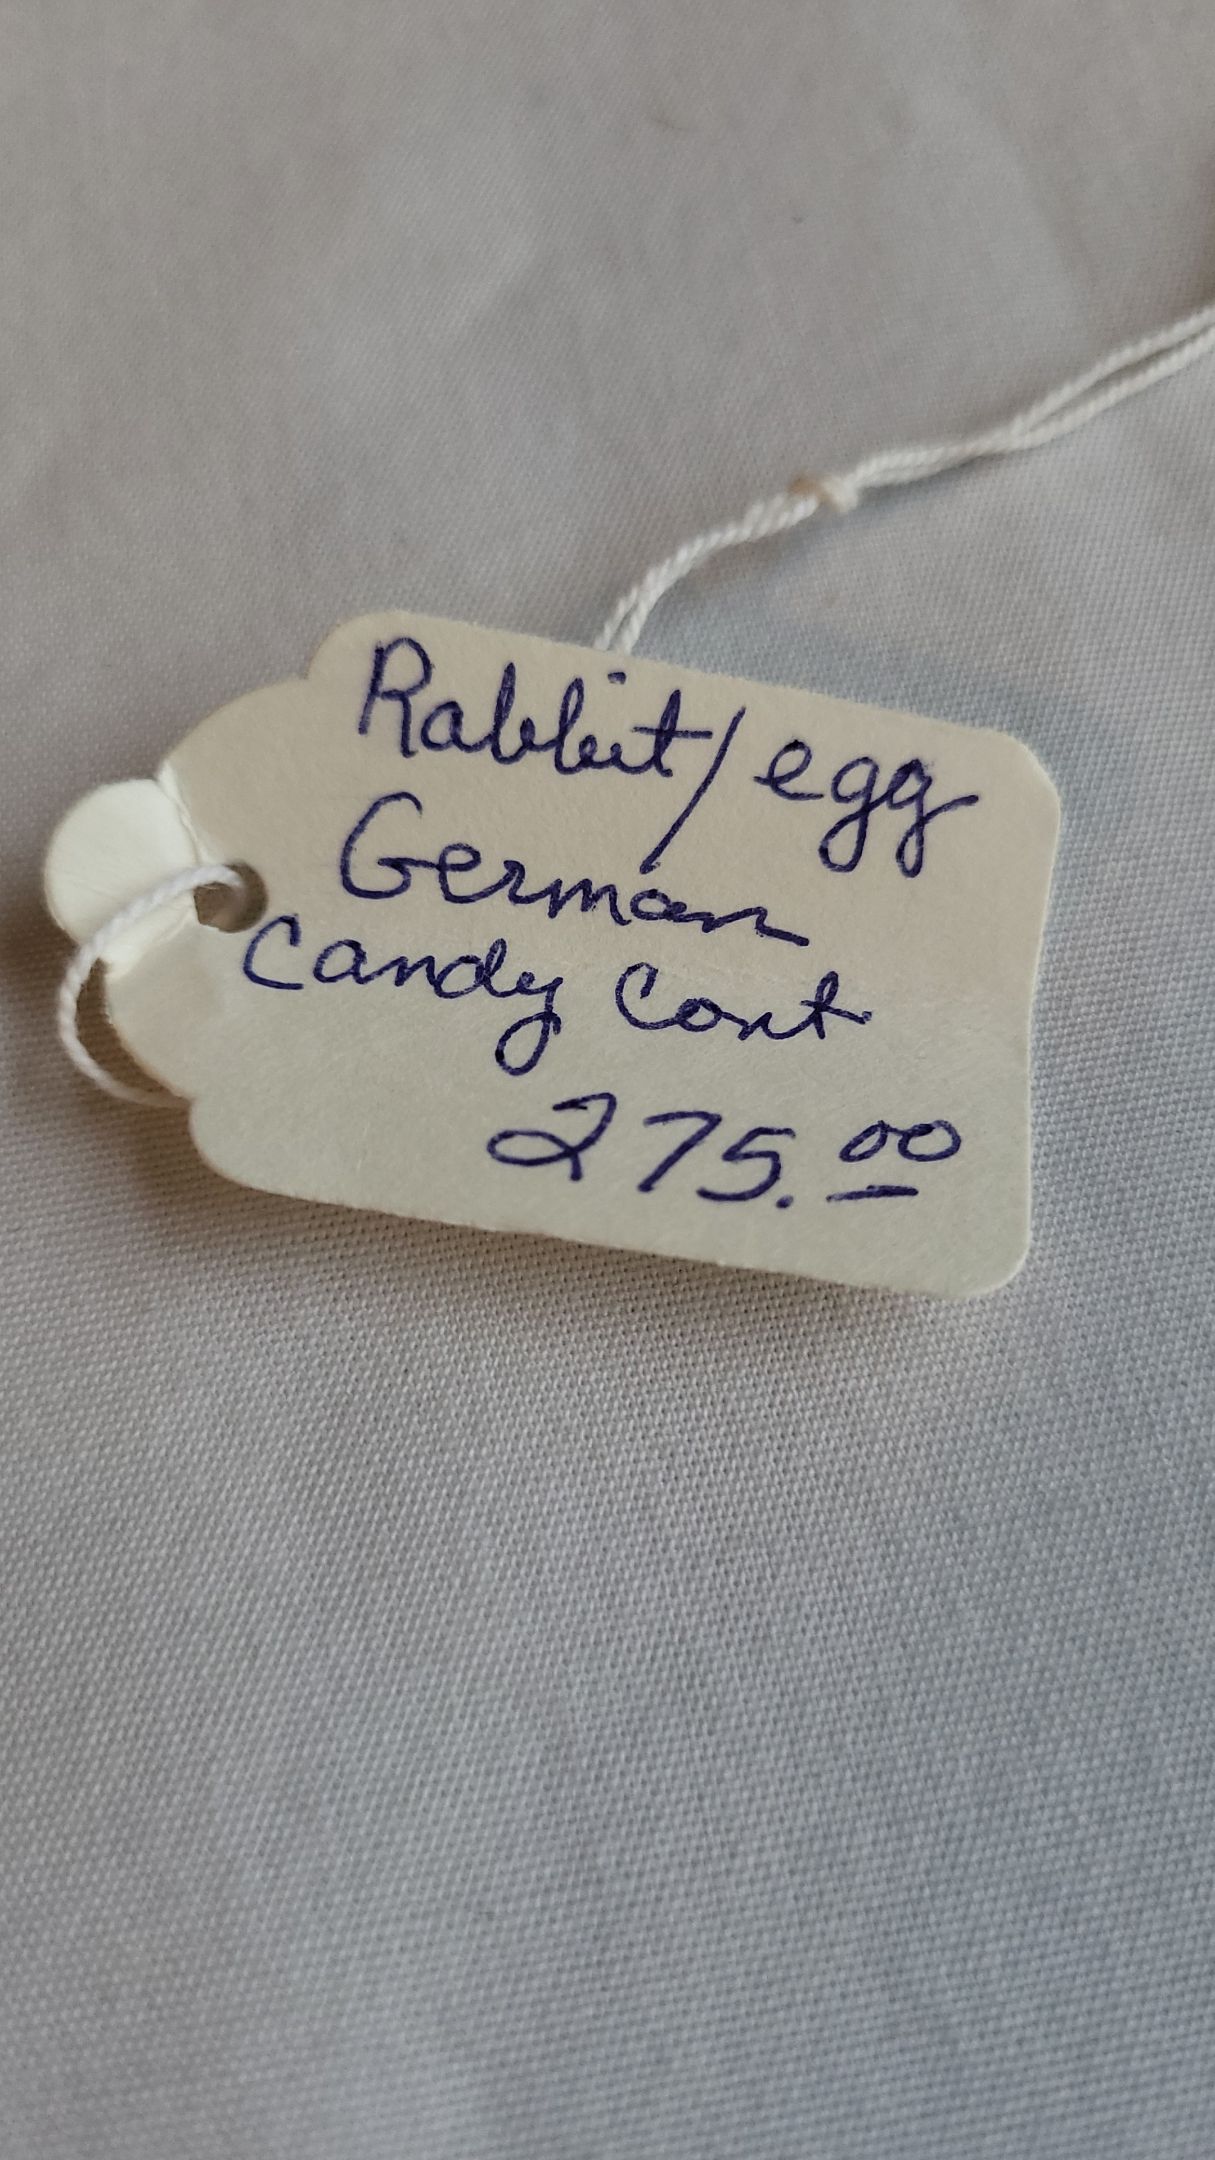 Rabbit/egg
German
Candy Cont
275.00